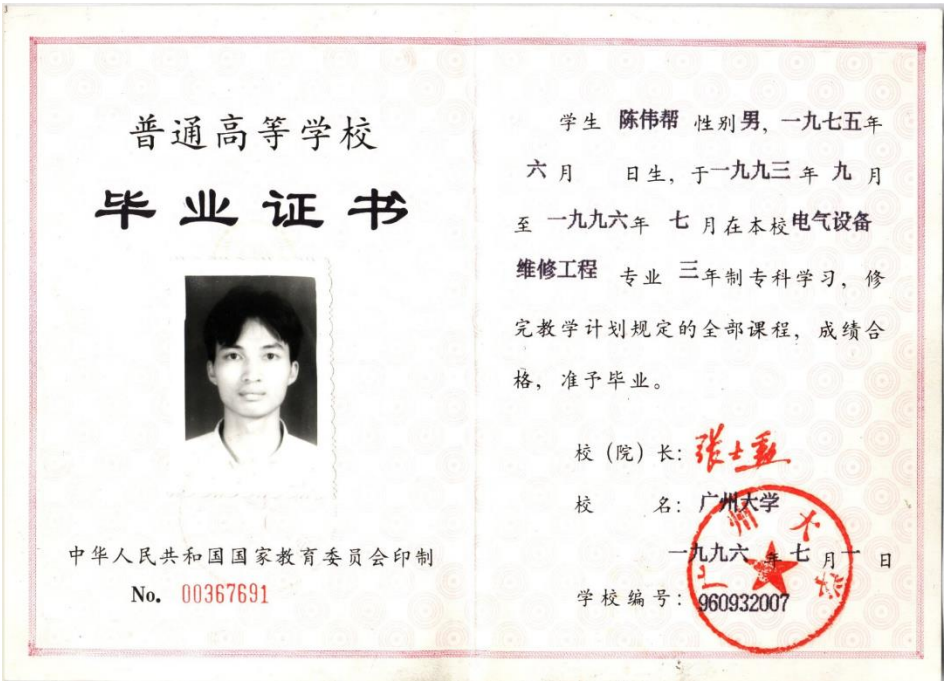 普通高等学校
毕业证书
中华人民共和国国家教育委员会印制
No. 00367691
学生 陈伟帮 性别男，一九七五年
六月 日生，于一九九三年 九 月
至 一九九六年 七 月在本校电气设备
维修工程 专业 三年制专科学习，修
完教学计划规定的全部课程，成绩合
格，准予毕业。
校（院）长：
校 名：广州大学
一九九六 年 七 月 一 日
学校编号：960932007
广州大学